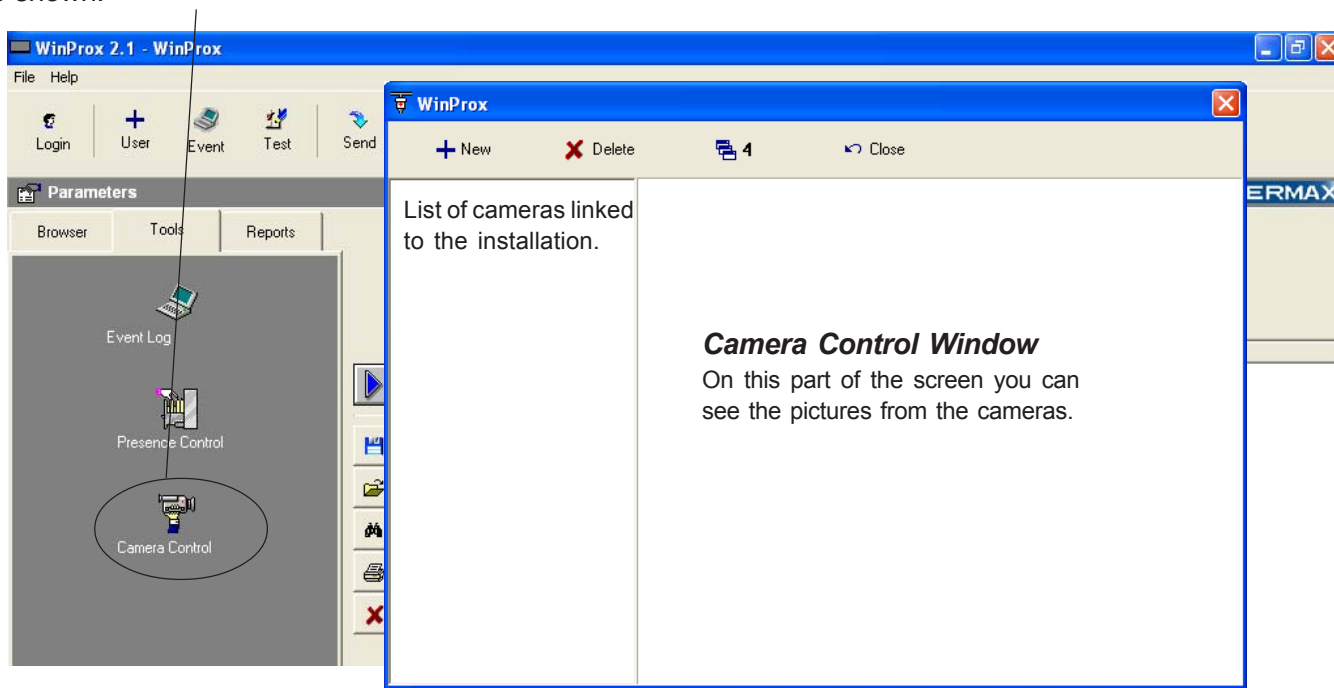 shown.
WinProx 2.1 - WinProx
File Help
Login User Event Test Send
WinProx
New Delete 4 Close
Parameters
ERMAX
Browser Tools Reports
List of cameras linked
to the installation.
Event Log
Camera Control Window
On this part of the screen you can
see the pictures from the cameras.
Presence Control
Camera Control